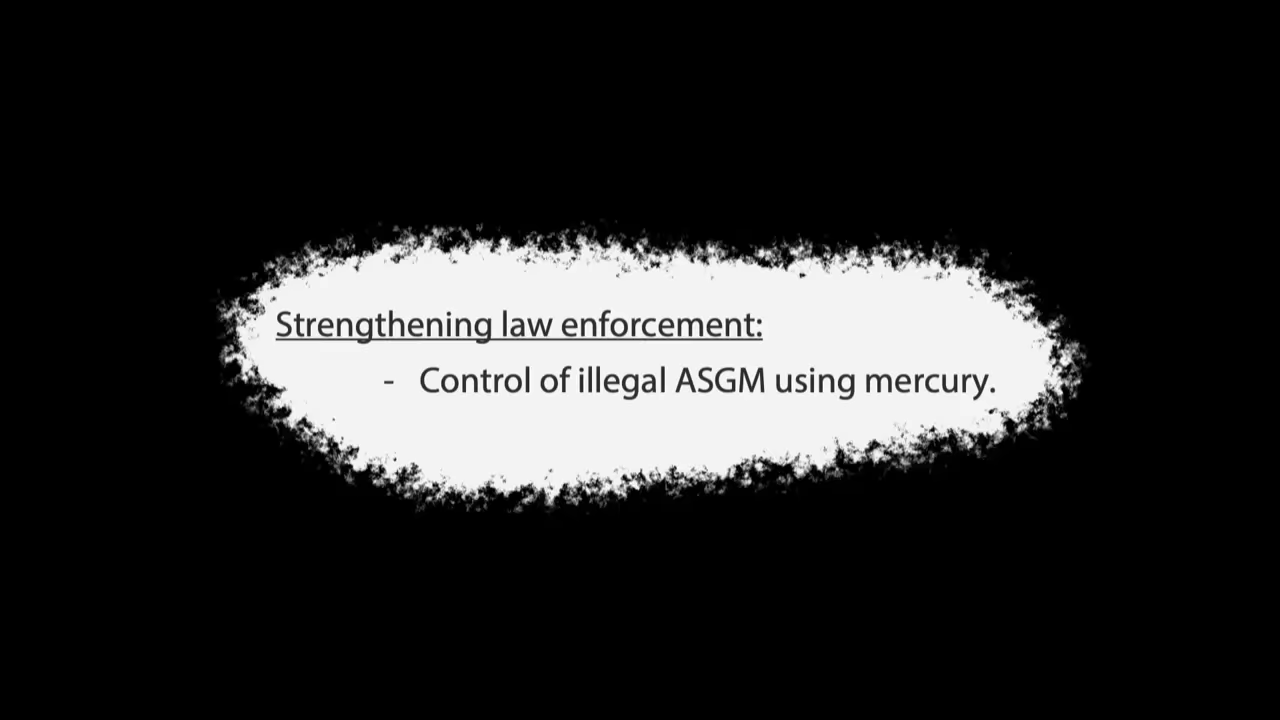 Strengthening law enforcement:
- Control of illegal ASGM using mercury.